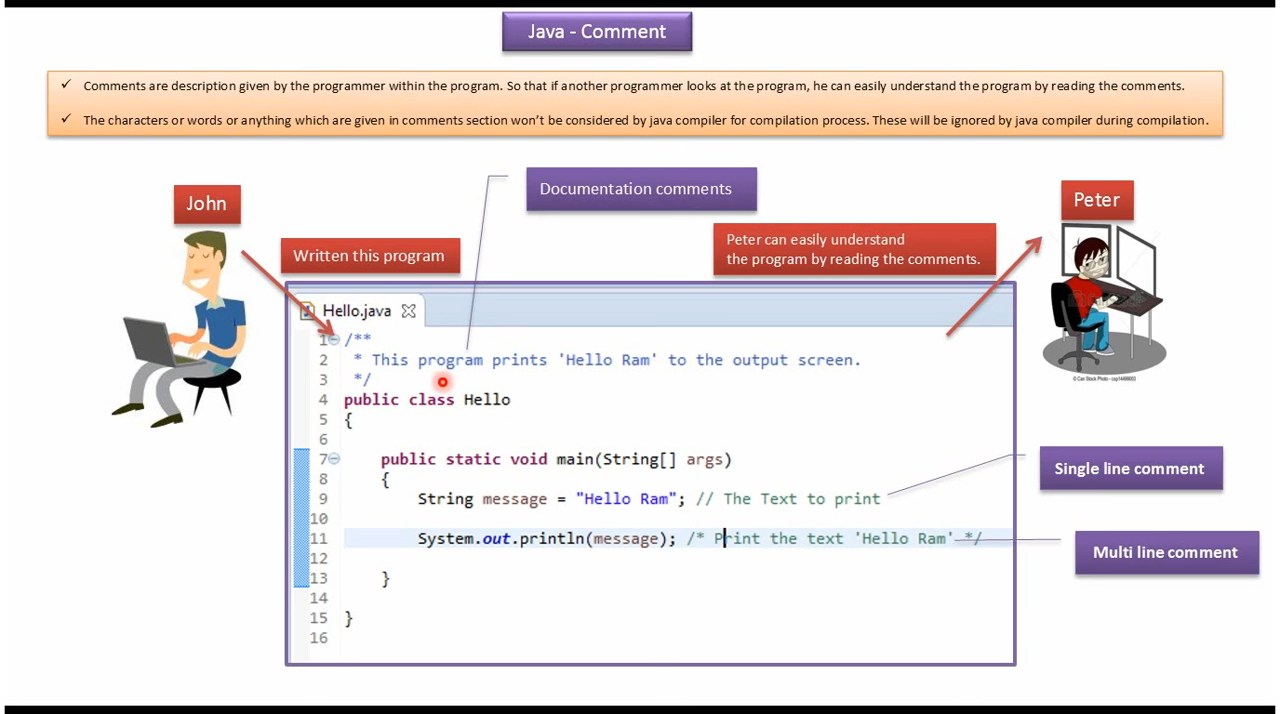 Java - Comment
✓ Comments are description given by the programmer within the program. So that if another programmer looks at the program, he can easily understand the program by reading the comments.
✓ The characters or words or anything which are given in comments section won't be considered by java compiler for compilation process. These will be ignored by java compiler during compilation.
John
Documentation comments
Peter
Written this program
Peter can easily understand
the program by reading the comments.
Hello.java
1 /**
2 * This program prints 'Hello Ram' to the output screen.
3 */
4 public class Hello
5 {
6
7 public static void main(String[] args)
8 {
9 String message = "Hello Ram"; // The Text to print
10
11 System.out.println(message); /* Print the text 'Hello Ram' */
12
13 }
14
15 }
16
Single line comment
Multi line comment
© Can Stock Photo - csp14498003